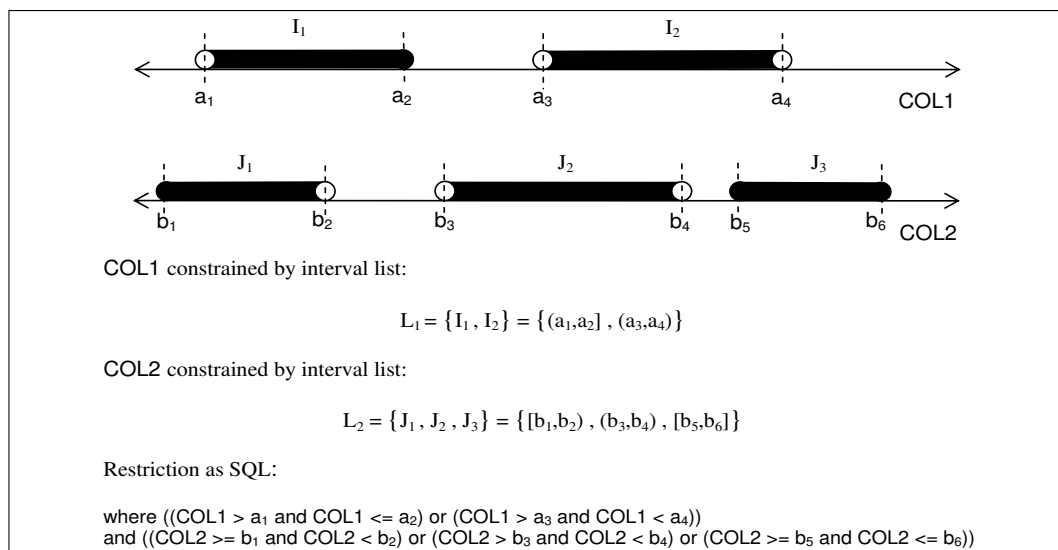 I₁ I₂
a₁ a₂ a₃ a₄ COL1
J₁ J₂ J₃
b₁ b₂ b₃ b₄ b₅ b₆ COL2
COL1 constrained by interval list:
L₁ = {I₁ , I₂} = {(a₁,a₂] , (a₃,a₄)}
COL2 constrained by interval list:
L₂ = {J₁ , J₂ , J₃} = {[b₁,b₂) , (b₃,b₄) , [b₅,b₆]}
Restriction as SQL:
where ((COL1 > a₁ and COL1 <= a₂) or (COL1 > a₃ and COL1 < a₄))
and ((COL2 >= b₁ and COL2 < b₂) or (COL2 > b₃ and COL2 < b₄) or (COL2 >= b₅ and COL2 <= b₆))